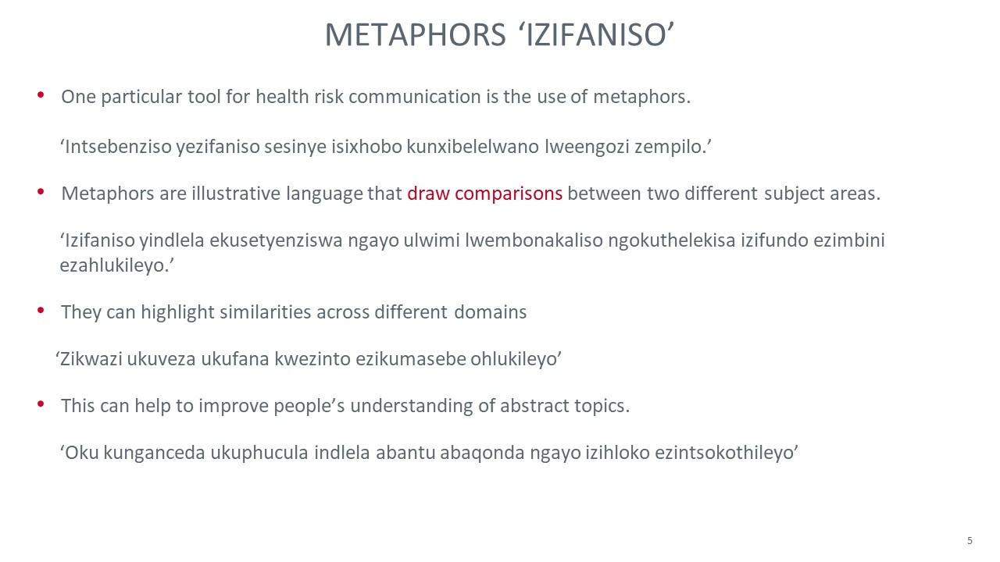 METAPHORS ‘IZIFANISO’
• One particular tool for health risk communication is the use of metaphors.
‘Intsebenziso yezifaniso sesinye isixhobo kunxibelelwano lweengozi zempilo.’
• Metaphors are illustrative language that draw comparisons between two different subject areas.
‘Izifaniso yindlela ekusetyenziswa ngayo ulwimi lwembonakaliso ngokuthelekisa izifundo ezimbini
ezahlukileyo.’
• They can highlight similarities across different domains
‘Zikwazi ukuveza ukufana kwezinto ezikumasebe ohlukileyo’
• This can help to improve people’s understanding of abstract topics.
‘Oku kunganceda ukuphucula indlela abantu abaqonda ngayo izihloko ezintsokothileyo’
5